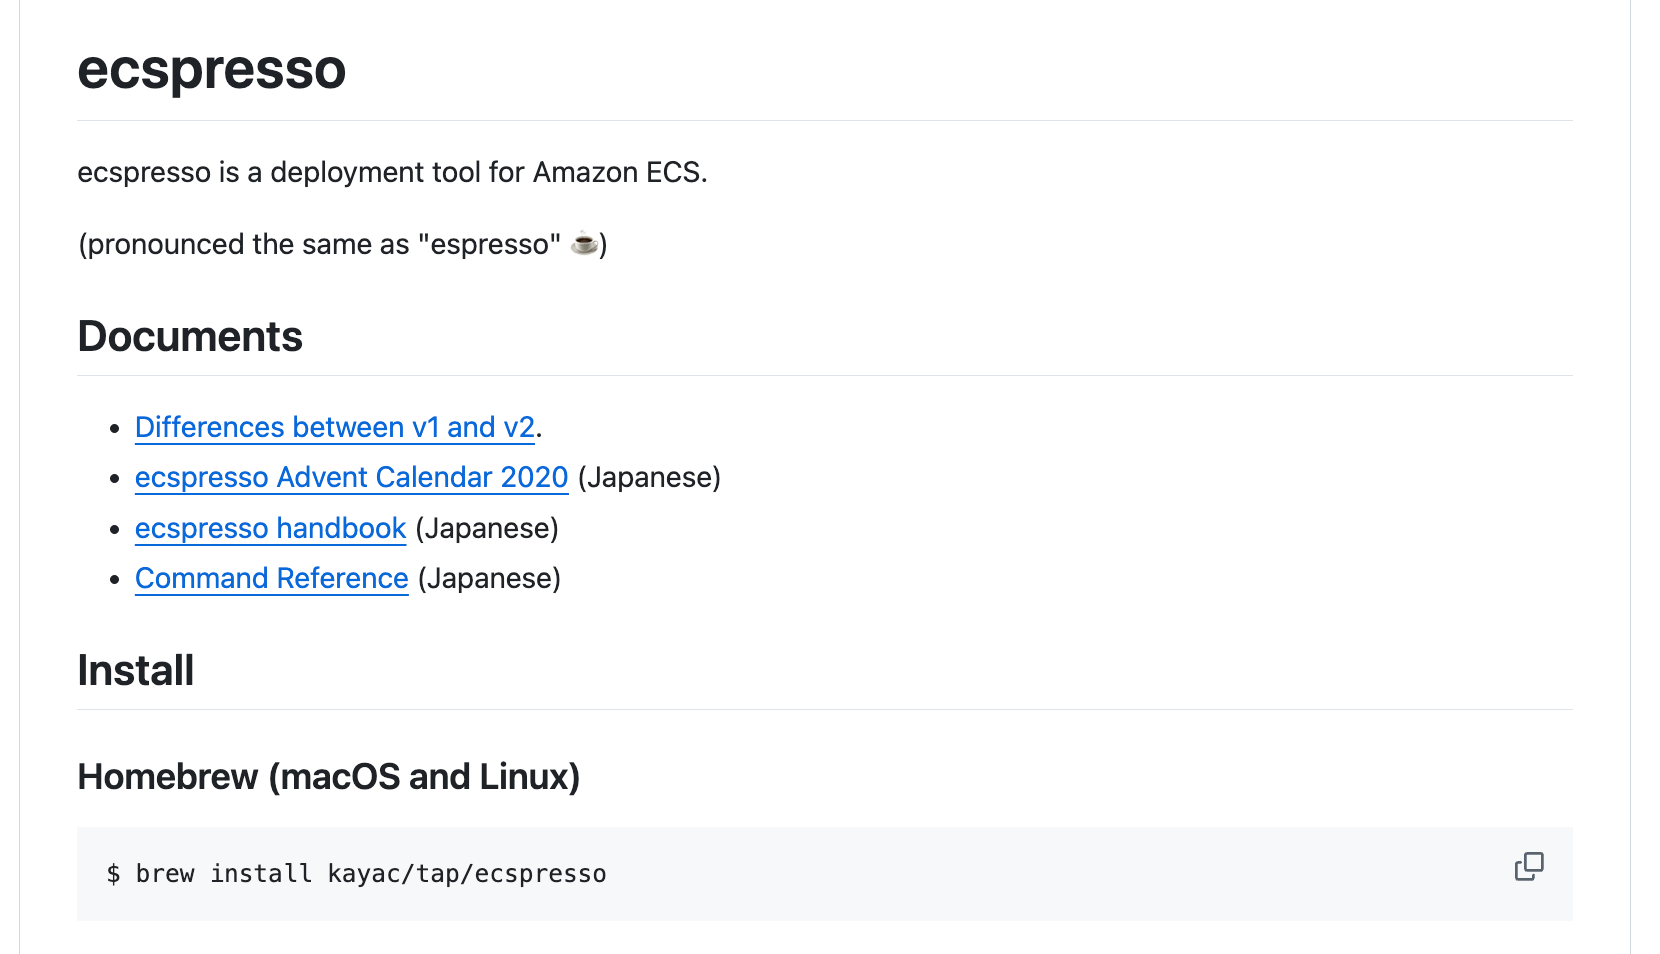 ecspresso
ecspresso is a deployment tool for Amazon ECS.
(pronounced the same as "espresso" ☕)
Documents
• Differences between v1 and v2.
• ecspresso Advent Calendar 2020 (Japanese)
• ecspresso handbook (Japanese)
• Command Reference (Japanese)
Install
Homebrew (macOS and Linux)
$ brew install kayac/tap/ecspresso